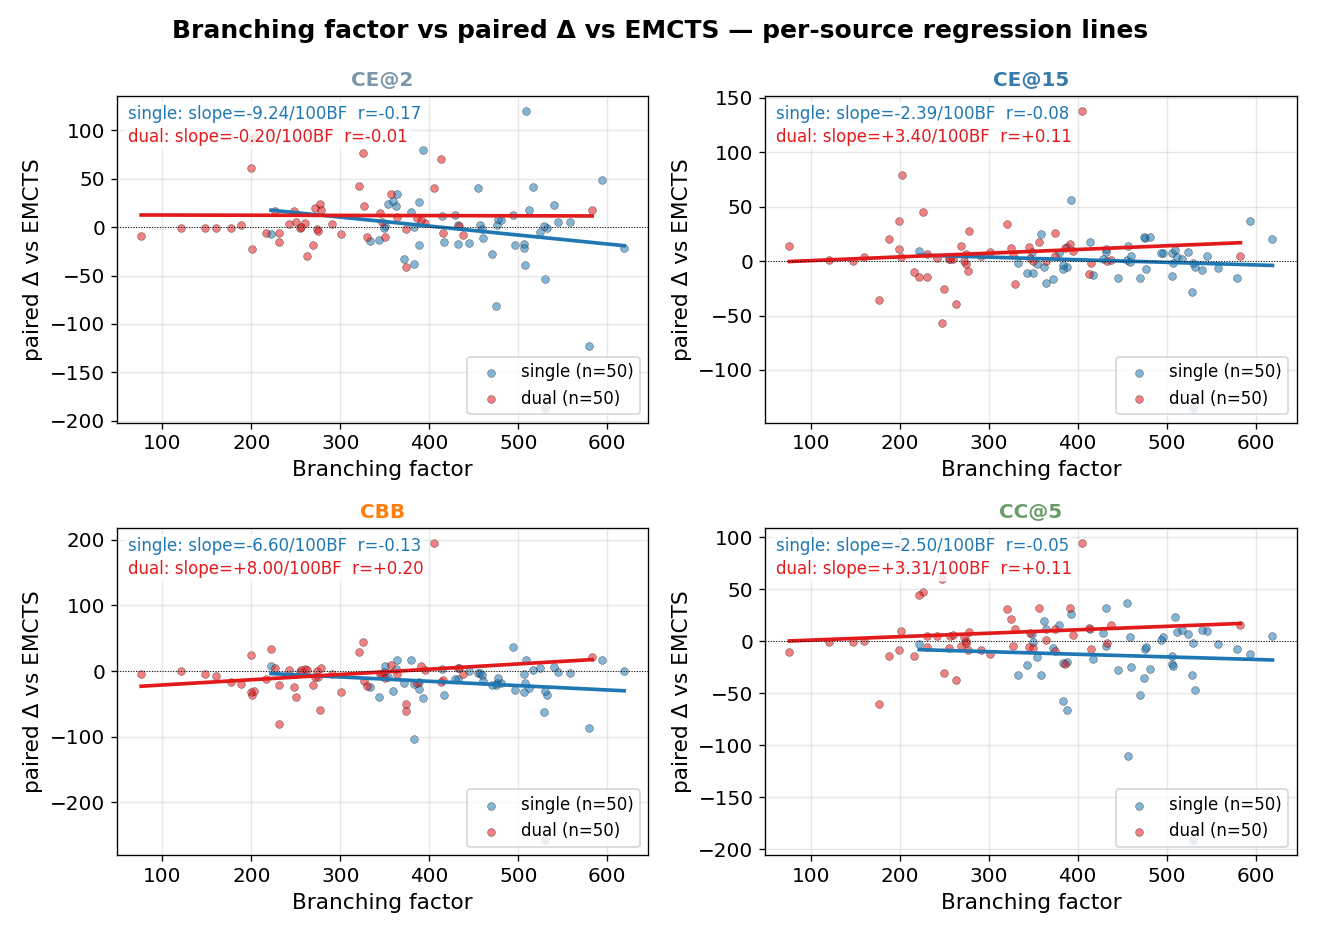 Branching factor vs paired Δ vs EMCTS — per-source regression lines
CE@2
single: slope=-9.24/100BF r=-0.17
dual: slope=-0.20/100BF r=-0.01
paired Δ vs EMCTS
100
50
0
−50
−100
−150
−200
single (n=50)
dual (n=50)
100 200 300 400 500 600
Branching factor
CE@15
single: slope=-2.39/100BF r=-0.08
dual: slope=+3.40/100BF r=+0.11
paired Δ vs EMCTS
150
100
50
0
−50
−100
single (n=50)
dual (n=50)
100 200 300 400 500 600
Branching factor
CBB
single: slope=-6.60/100BF r=-0.13
dual: slope=+8.00/100BF r=+0.20
paired Δ vs EMCTS
200
100
0
−100
−200
single (n=50)
dual (n=50)
100 200 300 400 500 600
Branching factor
CC@5
single: slope=-2.50/100BF r=-0.05
dual: slope=+3.31/100BF r=+0.11
paired Δ vs EMCTS
100
50
0
−50
−100
−150
−200
single (n=50)
dual (n=50)
100 200 300 400 500 600
Branching factor